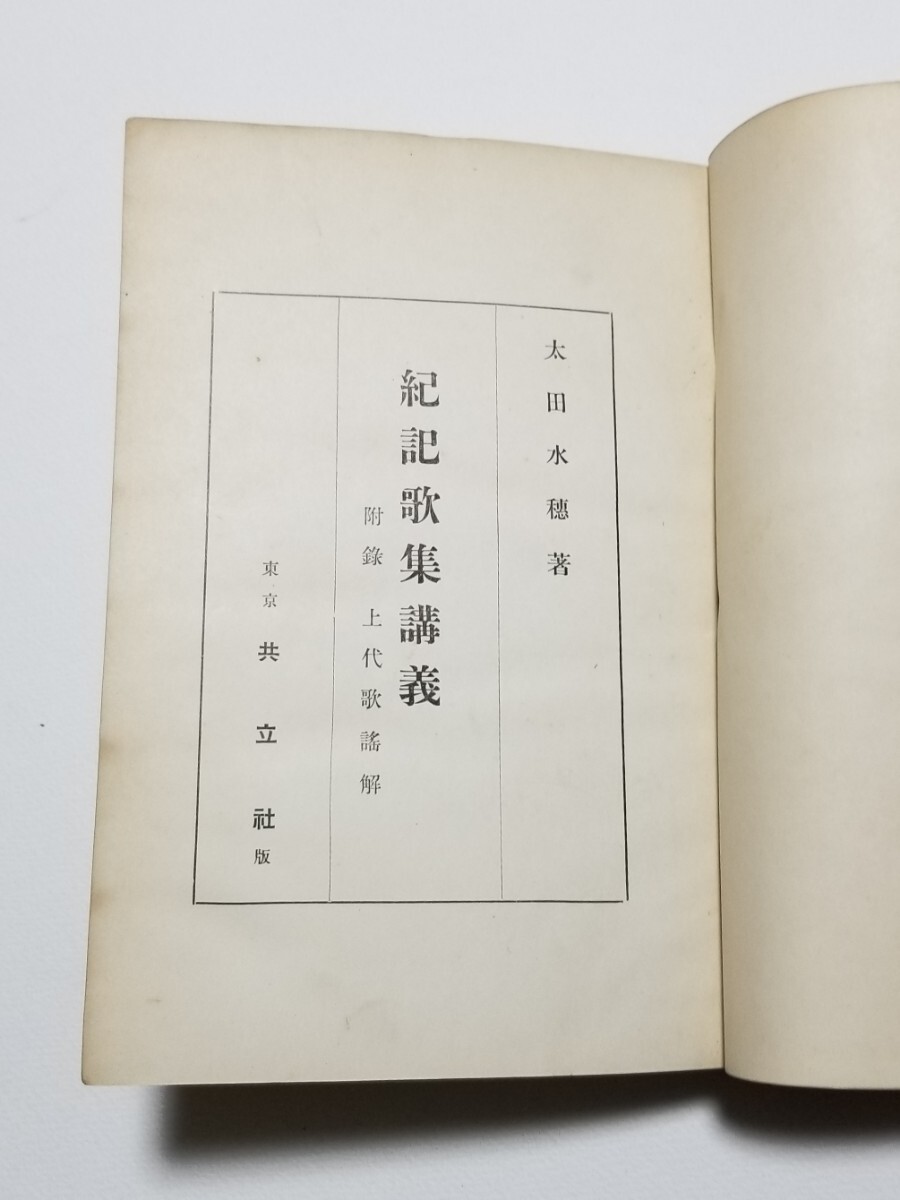 太田水穗著
紀記歌集講義
附錄 上代歌謠解
東京 共立社版